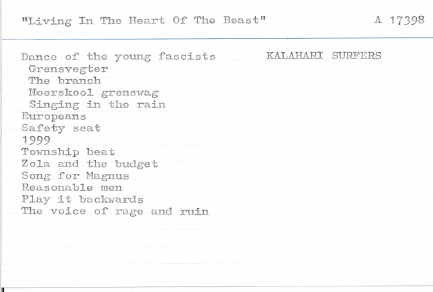 "Living In The Heart Of The Beast" A 17398
Dance of the young fascists KALAHARI SURFERS
Grensvegter
The branch
Hoerskool grenswag
Singing in the rain
Europeans
Safety seat
1999
Township beat
Zola and the budget
Song for Magnus
Reasonable men
Play it backwards
The voice of rage and ruin